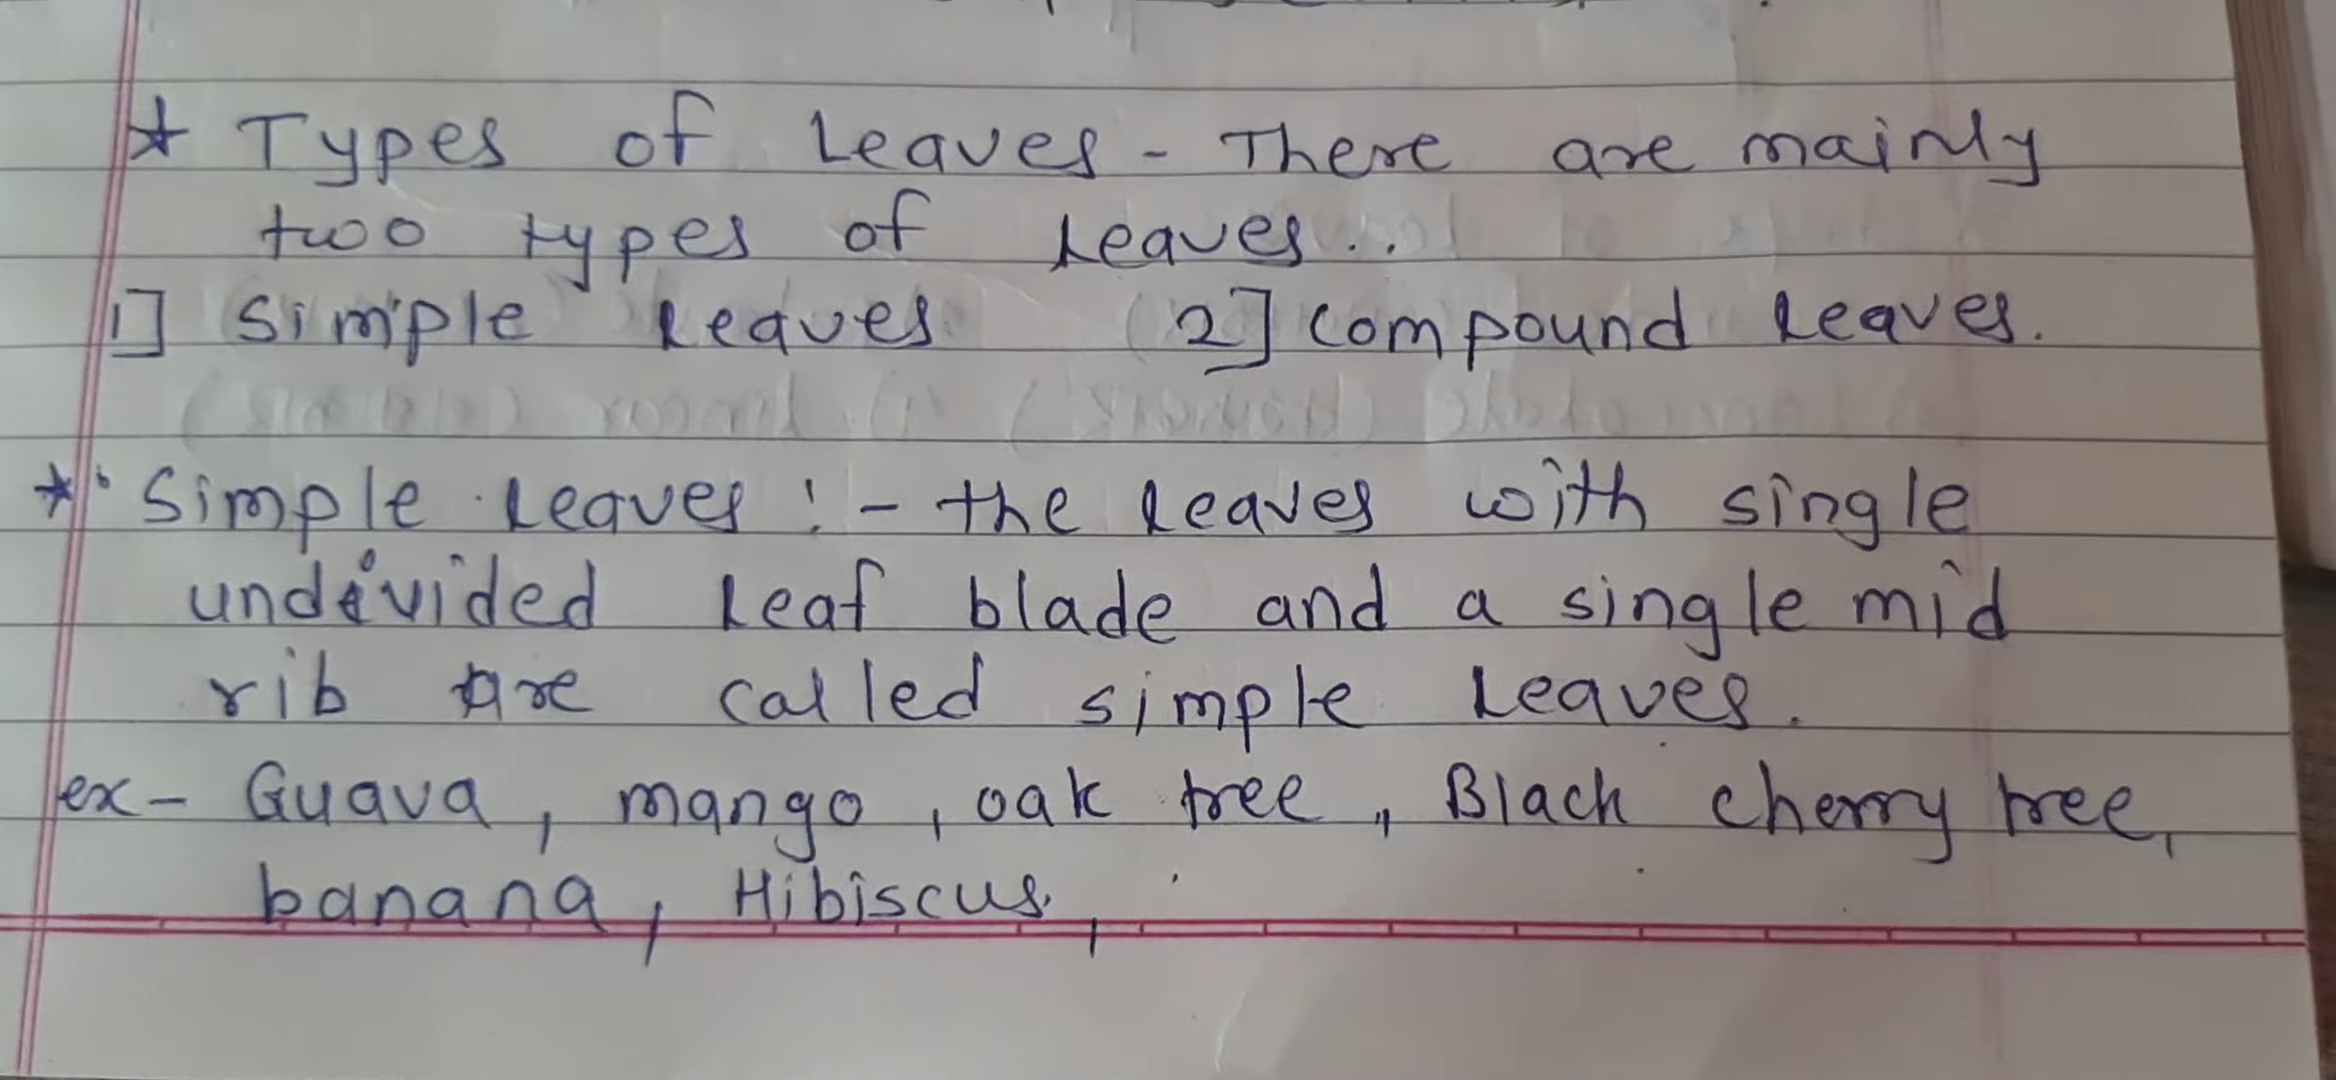 * Types of Leaves - There are mainly
two types of Leaves..
1] Simple Leaves (2] Compound Leaves.
* Simple Leaves :- the Leaves with single
undivided Leaf blade and a single mid
rib are called simple Leaves.
ex- Guava, mango, oak tree, Black cherry tree,
banana, Hibiscus,